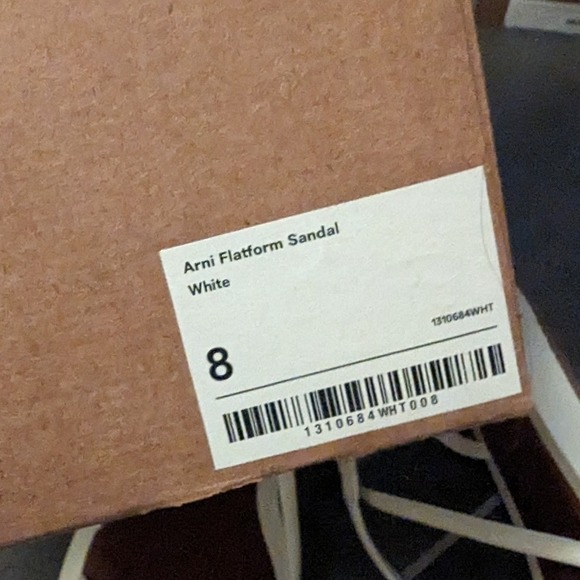 Arni Flatform Sandal
White
1310684WHT
8
1310684WHT008